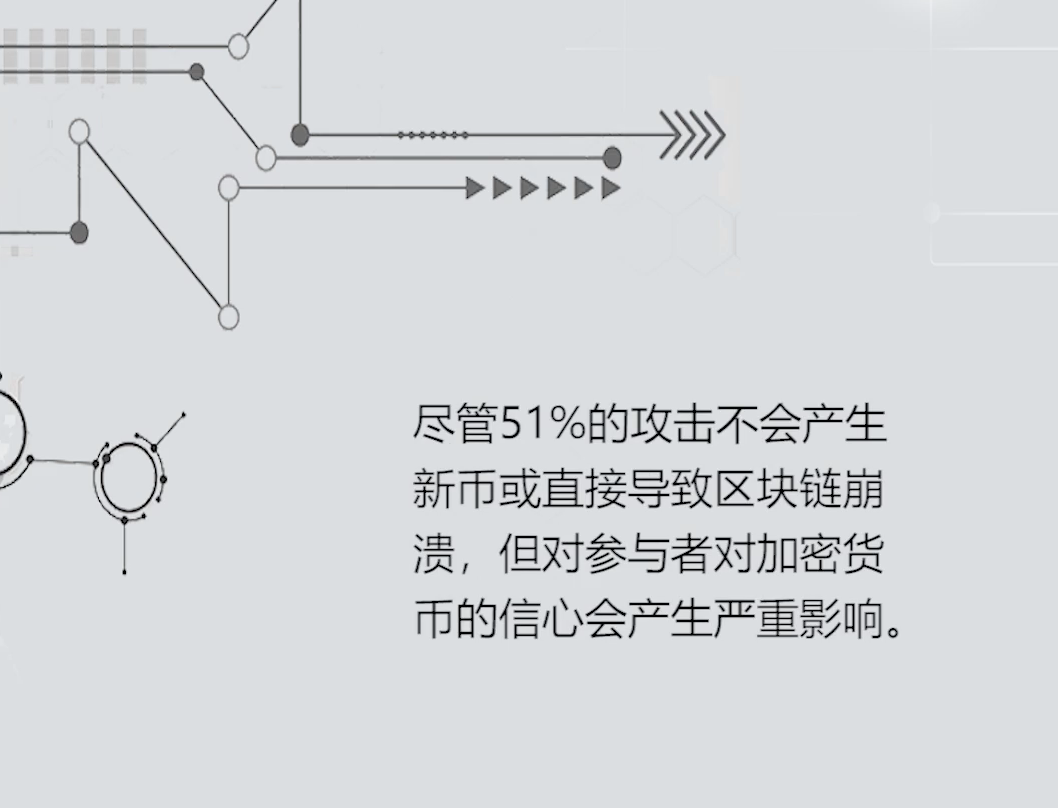 尽管51%的攻击不会产生
新币或直接导致区块链崩
溃，但对参与者对加密货
币的信心会产生严重影响。